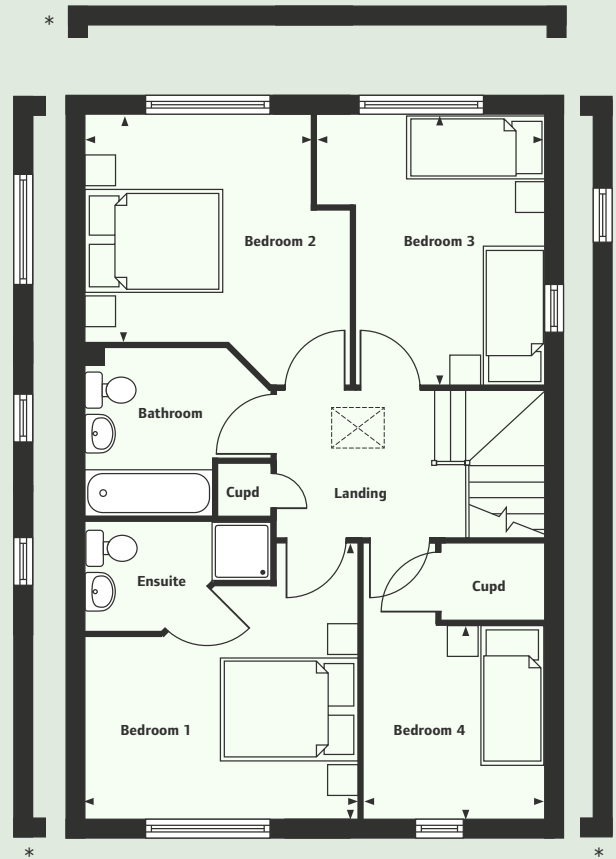 *
Bedroom 2
Bedroom 3
Bathroom
Cupd
Landing
Ensuite
Cupd
Bedroom 1
Bedroom 4
*
*